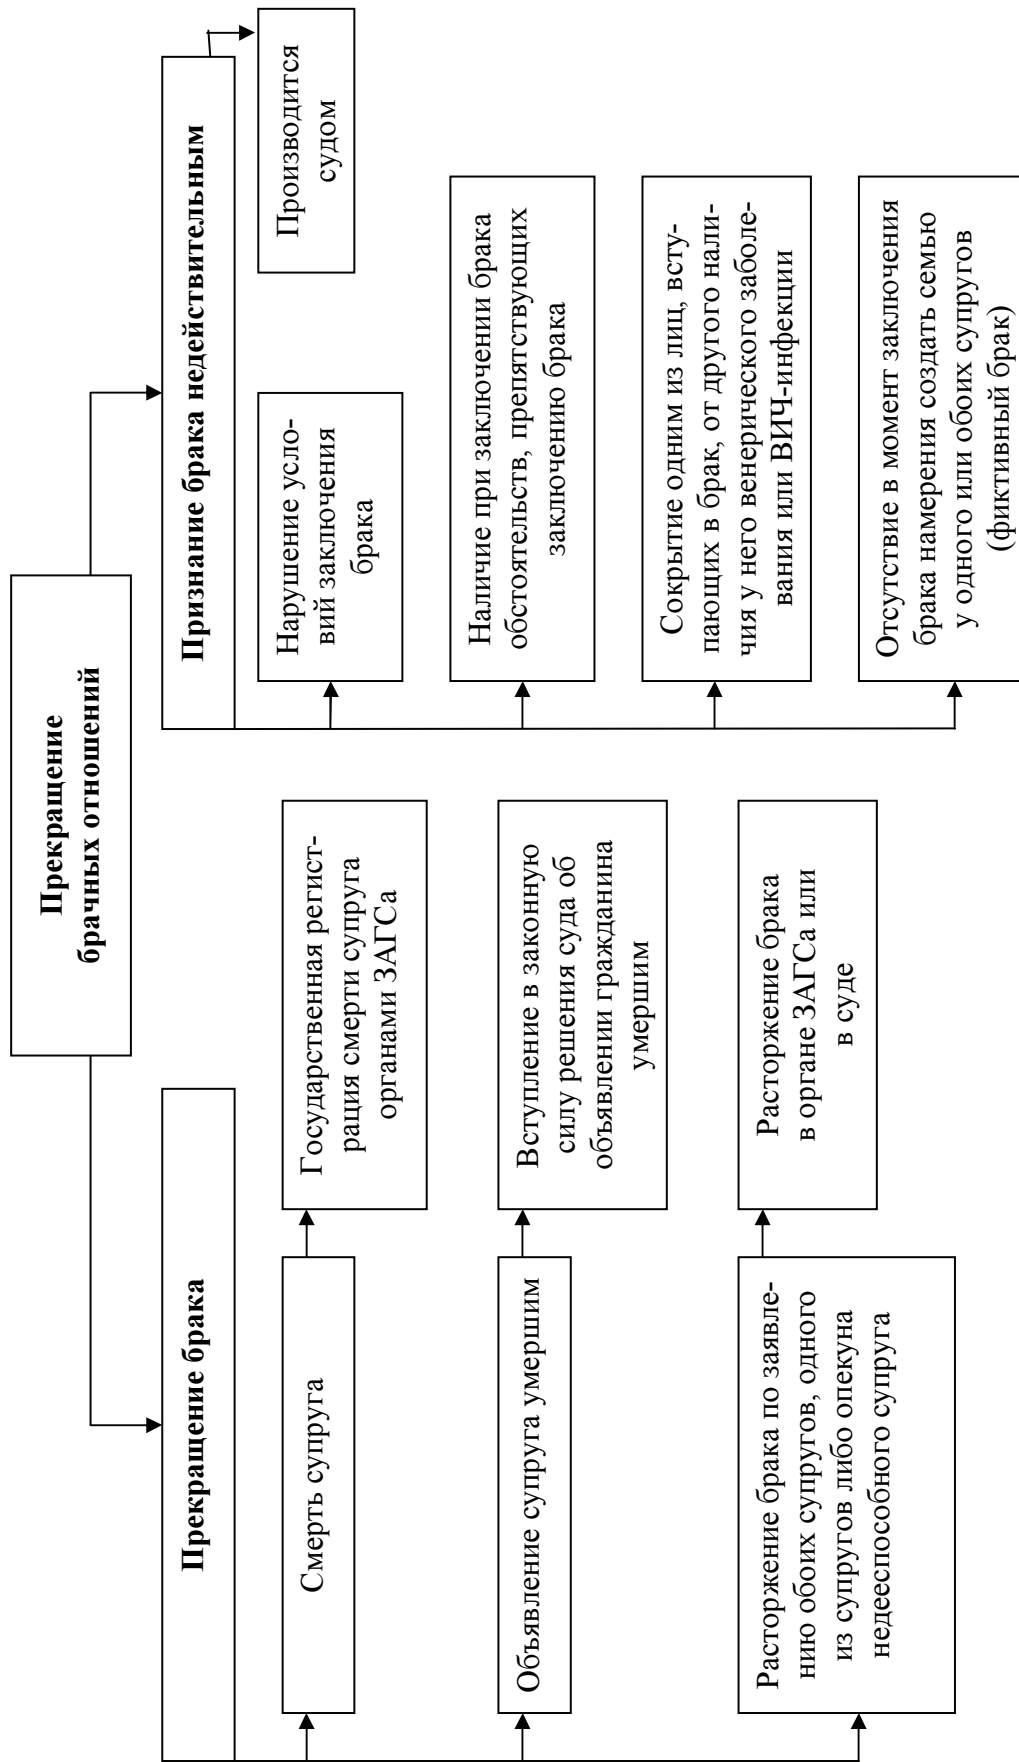 Прекращение
брачных отношений
Прекращение брака
Смерть супруга
Государственная регист-
рация смерти супруга
органами ЗАГСа
Объявление супруга умершим
Вступление в законную
силу решения суда об
объявлении гражданина
умершим
Расторжение брака по заявле-
нию обоих супругов, одного
из супругов либо опекуна
недееспособного супруга
Расторжение брака
в органе ЗАГСа или
в суде
Признание брака недействительным
Производится
судом
Нарушение усло-
вий заключения
брака
Наличие при заключении брака
обстоятельств, препятствующих
заключению брака
Сокрытие одним из лиц, всту-
пающих в брак, от другого нали-
чия у него венерического заболе-
вания или ВИЧ-инфекции
Отсутствие в момент заключения
брака намерения создать семью
у одного или обоих супругов
(фиктивный брак)